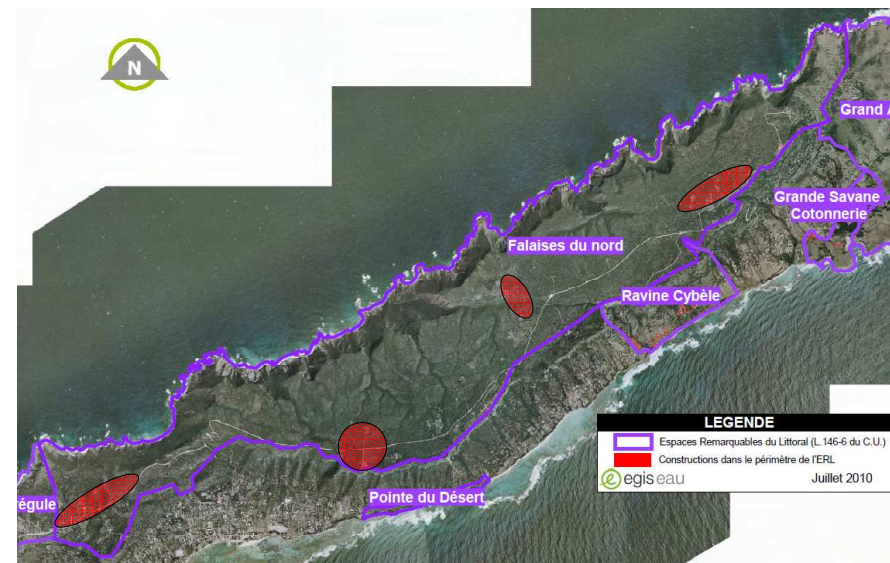 N
Grand A
Grande Savane
Cotonnerie
Falaises du nord
Ravine Cybèle
régule
Pointe du Désert
LEGENDE
Espaces Remarquables du Littoral (L.146-6 du C.U.)
Constructions dans le périmètre de l'ERL
egis eau
Juillet 2010